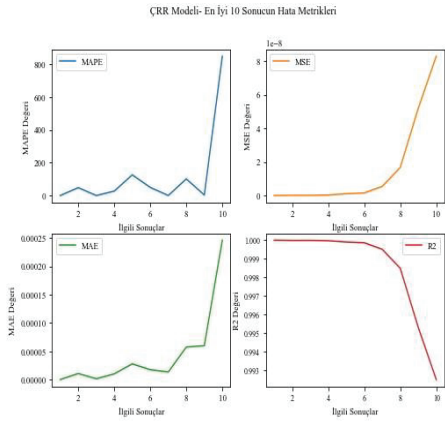 ÇRR Modeli- En İyi 10 Sonucun Hata Metrikleri
MAPE
MAPE Değeri
800
600
400
200
0
2 4 6 8 10
İlgili Sonuçlar
1e−8
MSE
MSE Değeri
8
6
4
2
0
2 4 6 8 10
İlgili Sonuçlar
MAE
MAE Değeri
0.00025
0.00020
0.00015
0.00010
0.00005
0.00000
2 4 6 8 10
İlgili Sonuçlar
R2
R2 Değeri
1.000
0.999
0.998
0.997
0.996
0.995
0.994
0.993
2 4 6 8 10
İlgili Sonuçlar